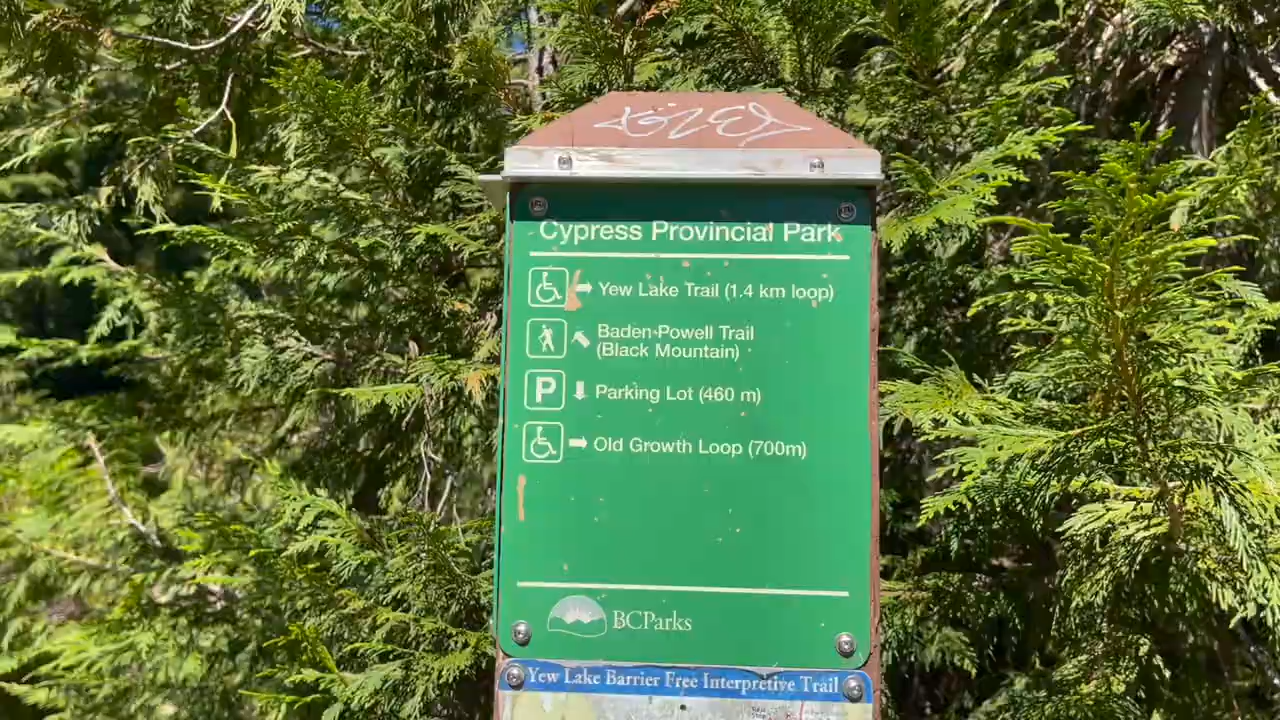 Cypress Provincial Park
Yew Lake Trail (1.4 km loop)
Baden-Powell Trail
(Black Mountain)
P Parking Lot (460 m)
Old Growth Loop (700m)
BCParks
Yew Lake Barrier Free Interpretive Trail